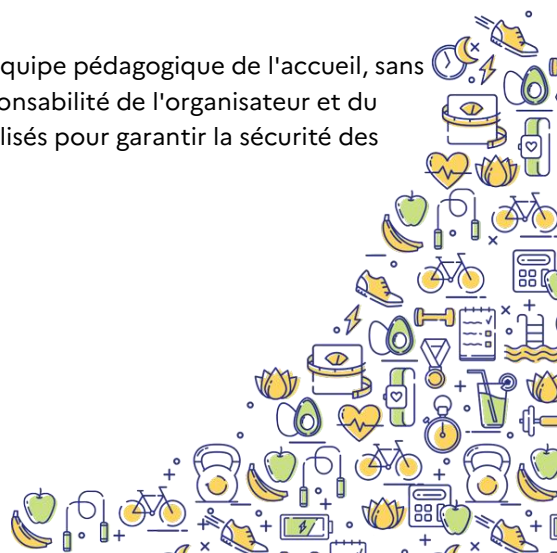 quipe pédagogique de l'accueil, sans
onsabilité de l'organisateur et du
lisés pour garantir la sécurité des